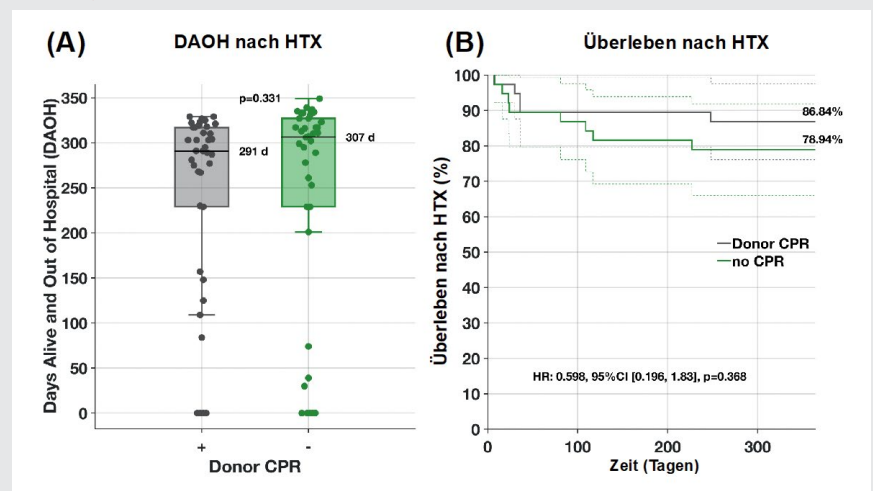 (A)
DAOH nach HTX
Days Alive and Out of Hospital (DAOH)
350
300
250
200
150
100
50
0
p=0.331
291 d
307 d
+
-
Donor CPR
(B)
Überleben nach HTX
Überleben nach HTX (%)
100
90
80
70
60
50
40
30
20
10
0
86.84%
78.94%
Donor CPR
no CPR
HR: 0.598, 95%CI [0.196, 1.83], p=0.368
0
100
200
300
Zeit (Tagen)